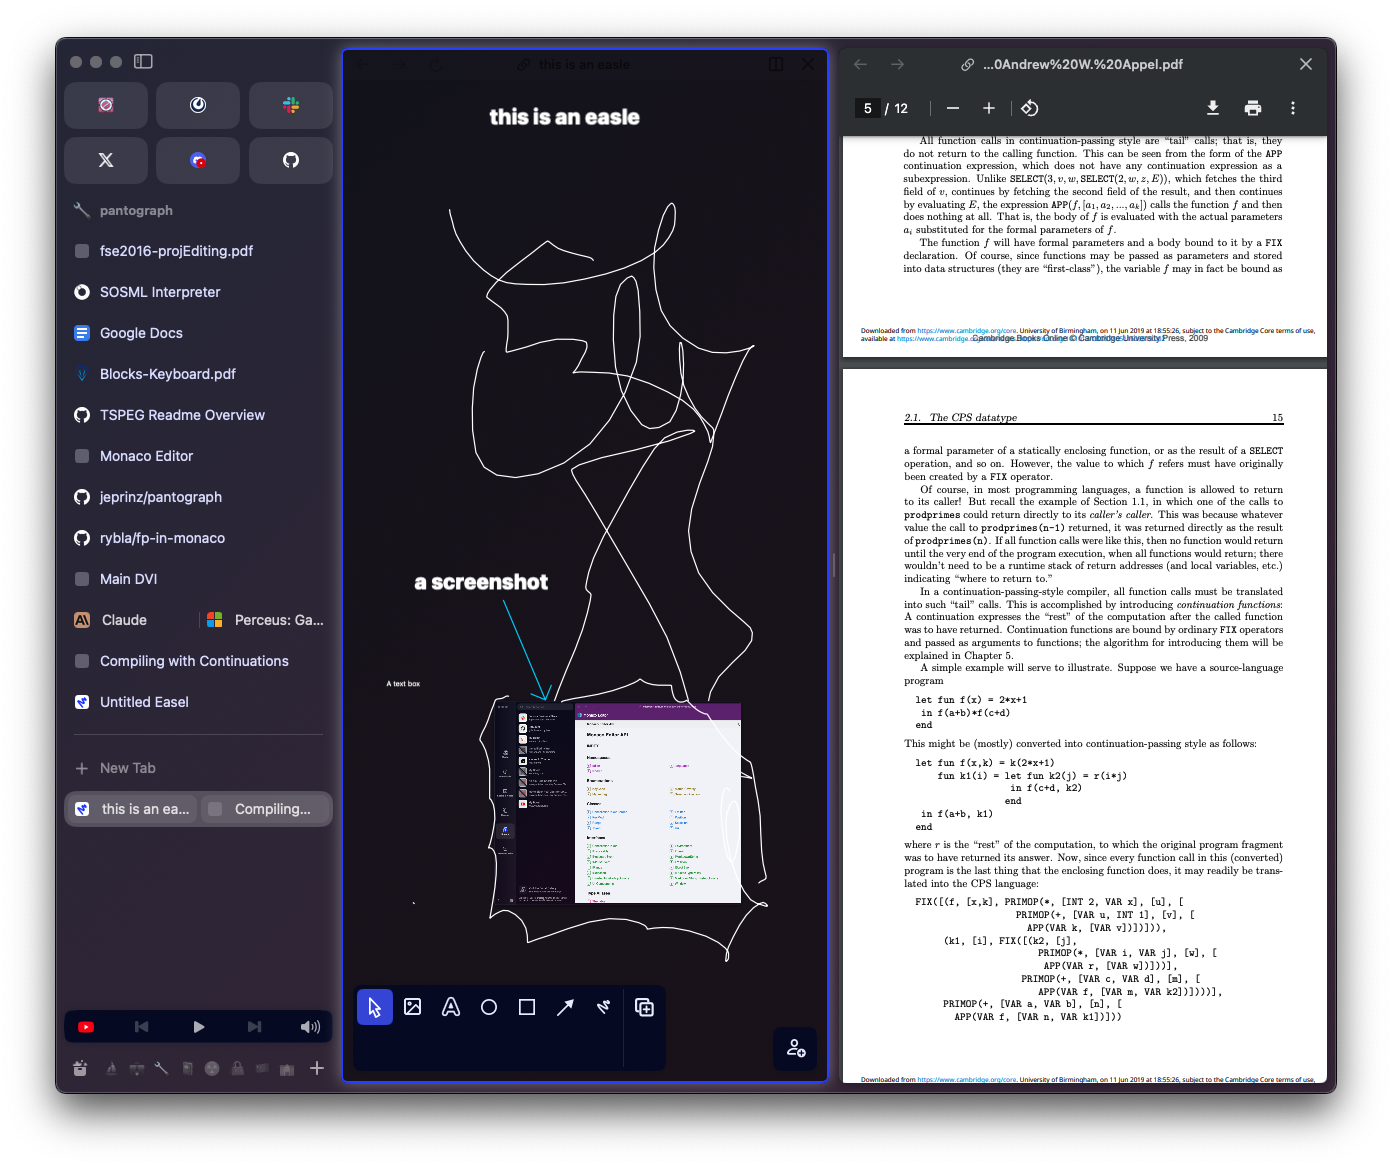 pantograph
fse2016-projEditing.pdf
SOSML Interpreter
Google Docs
Blocks-Keyboard.pdf
TSPEG Readme Overview
Monaco Editor
jeprinz/pantograph
rybla/fp-in-monaco
Main DVI
Claude
Perceus: Ga...
Compiling with Continuations
Untitled Easel
New Tab
this is an ea...
Compiling...
this is an easle
this is an easle
a screenshot
A text box
Monaco Editor API
...0Andrew%20W.%20Appel.pdf
5 / 12
All function calls in continuation-passing style are “tail” calls; that is, they
do not return to the calling function. This can be seen from the form of the APP
continuation expression, which does not have any continuation expression as a
subexpression. Unlike SELECT(3, v, w, SELECT(2, w, z, E)), which fetches the third
field of v, continues by fetching the second field of the result, and then continues
by evaluating E, the expression APP(f, [a₁, a₂, ..., aₖ]) calls the function f and then
does nothing at all. That is, the body of f is evaluated with the actual parameters
aᵢ substituted for the formal parameters of f.
The function f will have formal parameters and a body bound to it by a FIX
declaration. Of course, since functions may be passed as parameters and stored
into data structures (they are “first-class”), the variable f may in fact be bound as
Downloaded from https://www.cambridge.org/core. University of Birmingham, on 11 Jun 2019 at 18:55:26, subject to the Cambridge Core terms of use,
available at https://www.cambridge.org
Cambridge Books Online © Cambridge University Press, 2009
2.1. The CPS datatype 15
a formal parameter of a statically enclosing function, or as the result of a SELECT
operation, and so on. However, the value to which f refers must have originally
been created by a FIX operator.
Of course, in most programming languages, a function is allowed to return
to its caller! But recall the example of Section 1.1, in which one of the calls to
prodprimes could return directly to its caller's caller. This was because whatever
value the call to prodprimes(n-1) returned, it was returned directly as the result
of prodprimes(n). If all function calls were like this, then no function would return
until the very end of the program execution, when all functions would return; there
wouldn't need to be a runtime stack of return addresses (and local variables, etc.)
indicating “where to return to.”
In a continuation-passing-style compiler, all function calls must be translated
into such “tail” calls. This is accomplished by introducing continuation functions:
A continuation expresses the “rest” of the computation after the called function
was to have returned. Continuation functions are bound by ordinary FIX operators
and passed as arguments to functions; the algorithm for introducing them will be
explained in Chapter 5.
A simple example will serve to illustrate. Suppose we have a source-language
program
let fun f(x) = 2*x+1
in f(a+b)*f(c+d)
end
This might be (mostly) converted into continuation-passing style as follows:
let fun f(x,k) = k(2*x+1)
fun k1(i) = let fun k2(j) = r(i*j)
in f(c+d, k2)
end
in f(a+b, k1)
end
where r is the “rest” of the computation, to which the original program fragment
was to have returned its answer. Now, since every function call in this (converted)
program is the last thing that the enclosing function does, it may readily be trans-
lated into the CPS language:
FIX([(f, [x,k], PRIMOP(*, [INT 2, VAR x], [u], [
PRIMOP(+, [VAR u, INT 1], [v], [
APP(VAR k, [VAR v])])])),
(k1, [i], FIX([(k2, [j],
PRIMOP(*, [VAR i, VAR j], [w], [
APP(VAR r, [VAR w])]))],
PRIMOP(+, [VAR c, VAR d], [m], [
APP(VAR f, [VAR m, VAR k2])])))],
PRIMOP(+, [VAR a, VAR b], [n], [
APP(VAR f, [VAR n, VAR k1])]))
Downloaded from https://www.cambridge.org/core. University of Birmingham, on 11 Jun 2019 at 18:55:26, subject to the Cambridge Core terms of use,